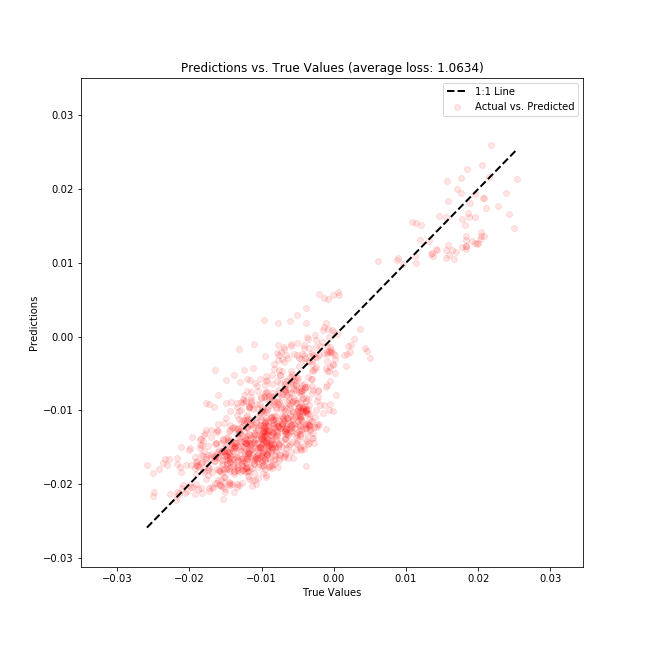 Predictions vs. True Values (average loss: 1.0634)
1:1 Line
Actual vs. Predicted
0.03
0.02
0.01
0.00
−0.01
−0.02
−0.03
Predictions
−0.03 −0.02 −0.01 0.00 0.01 0.02 0.03
True Values